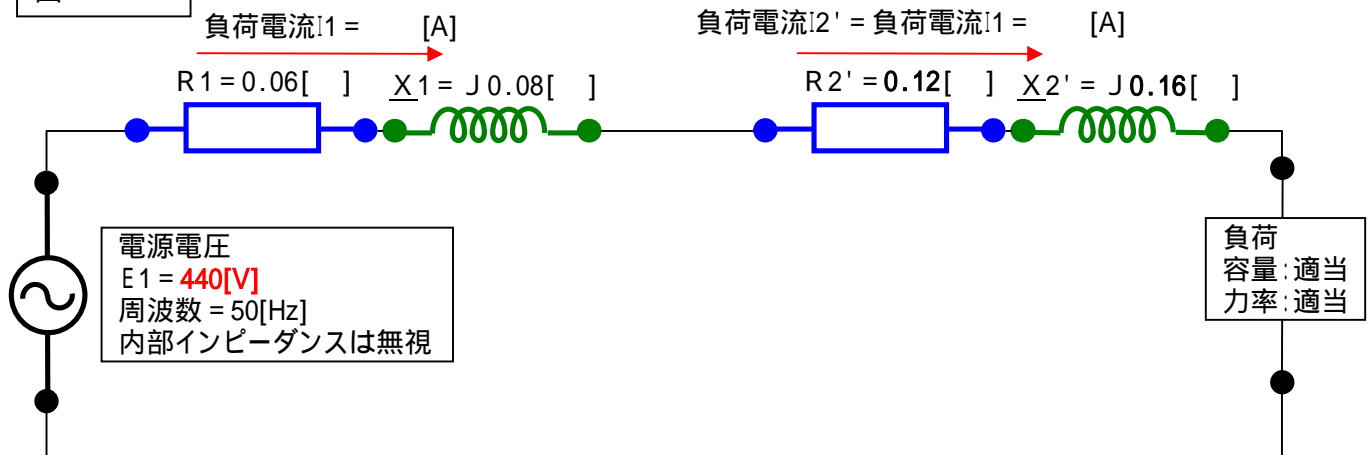 負荷電流I1 = [A]
負荷電流I2' = 負荷電流I1 = [A]
R1 = 0.06[ ]
X1 = J 0.08[ ]
R2' = 0.12[ ]
X2' = J 0.16[ ]
電源電圧
E1 = 440[V]
周波数 = 50[Hz]
内部インピーダンスは無視
負荷
容量:適当
力率:適当